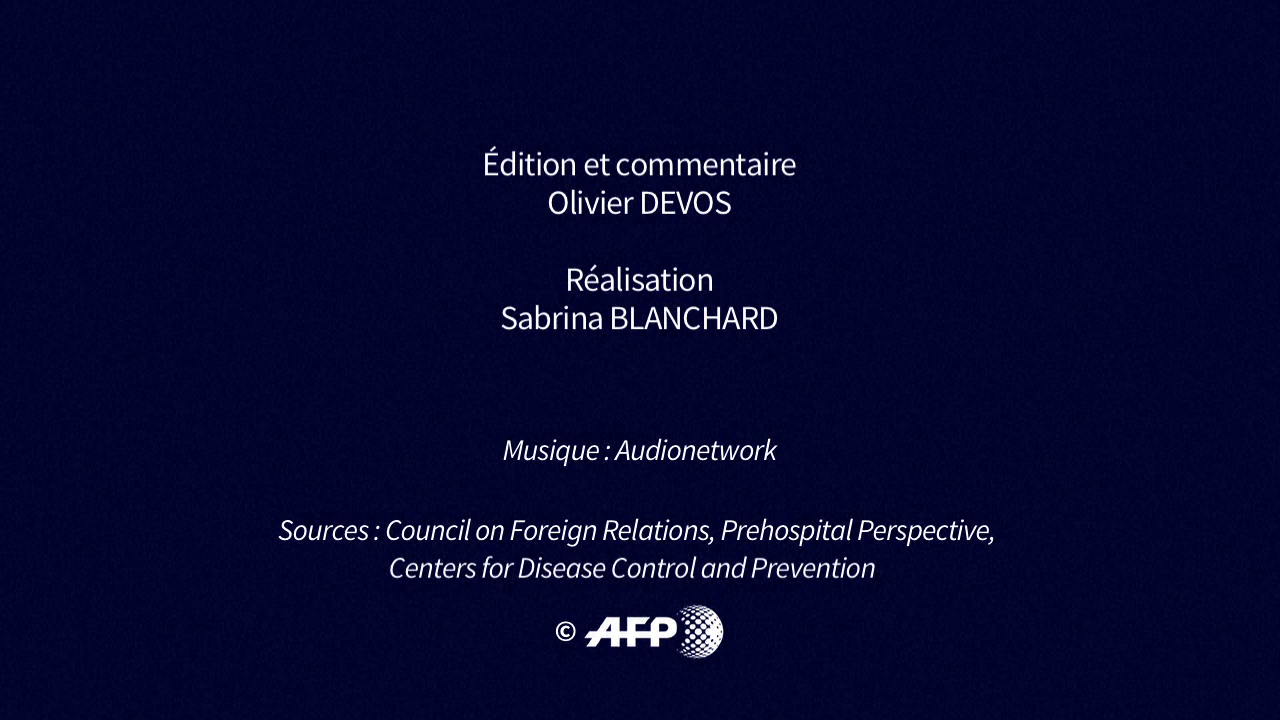 Édition et commentaire
Olivier DEVOS
Réalisation
Sabrina BLANCHARD
Musique : Audionetwork
Sources : Council on Foreign Relations, Prehospital Perspective,
Centers for Disease Control and Prevention
© AFP